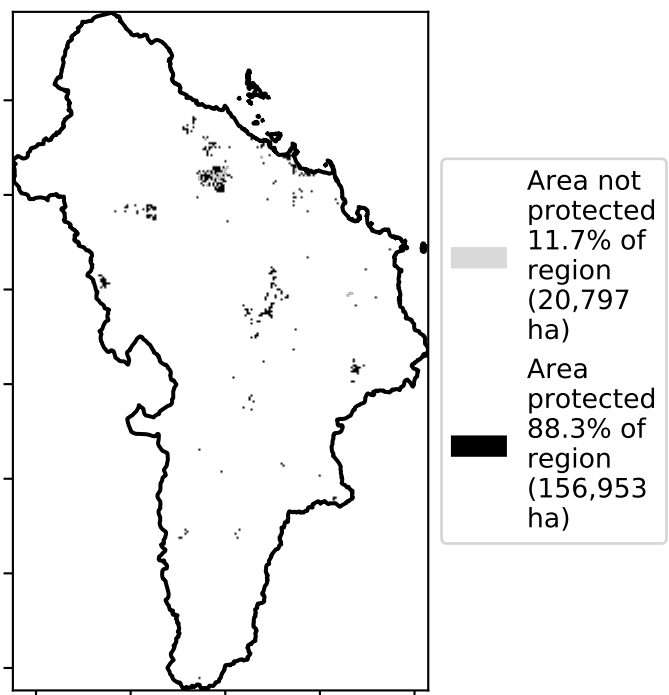 Area not
protected
11.7% of
region
(20,797
ha)
Area
protected
88.3% of
region
(156,953
ha)